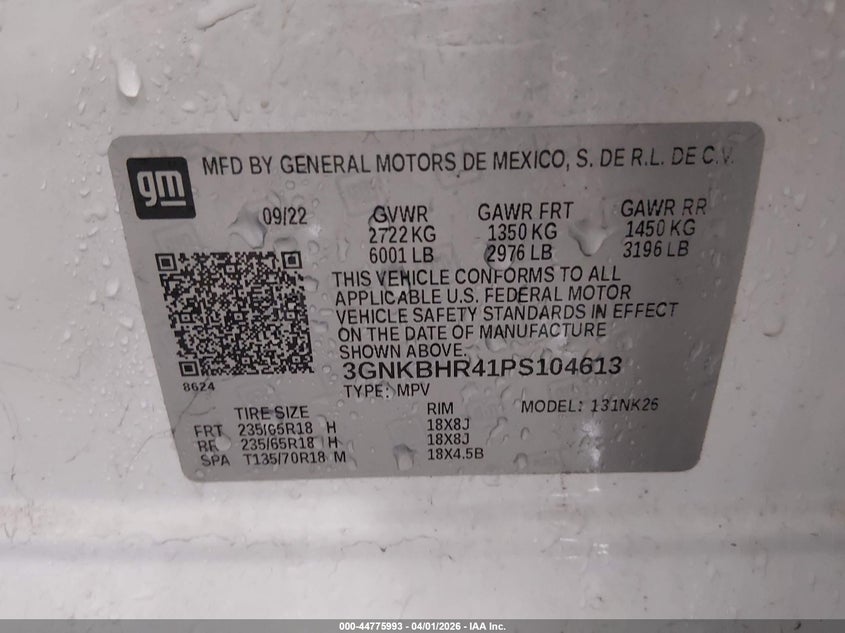 gm
MFD BY GENERAL MOTORS DE MEXICO, S. DE R.L. DE C.V.
09/22 GVWR GAWR FRT GAWR RR
2722 KG 1350 KG 1450 KG
6001 LB 2976 LB 3196 LB
THIS VEHICLE CONFORMS TO ALL
APPLICABLE U.S. FEDERAL MOTOR
VEHICLE SAFETY STANDARDS IN EFFECT
ON THE DATE OF MANUFACTURE
SHOWN ABOVE.
3GNKBHR41PS104613
8624
TYPE: MPV
TIRE SIZE RIM MODEL: 131NK26
FRT 235/65R18 H 18X8J
RR 235/65R18 H 18X8J
SPA T135/70R18 M 18X4.5B
000-44775993 - 04/01/2026 - IAA Inc.